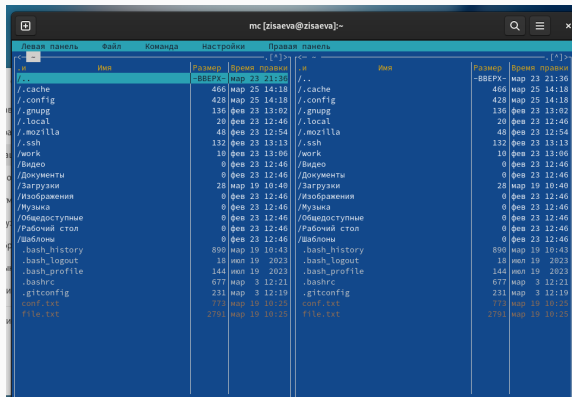 mc [zisaeva@zisaeva]:~
Левая панель Файл Команда Настройки Правая панель
<- ~ .[^]> <- ~ .[^]>
.и Имя Размер Время правки .и Имя Размер Время правки
/.. -ВВЕРХ- мар 23 21:36 /.. -ВВЕРХ- мар 23 21:36
/.cache 466 мар 25 14:18 /.cache 466 мар 25 14:18
/.config 428 мар 25 14:18 /.config 428 мар 25 14:18
/.gnupg 136 фев 23 13:02 /.gnupg 136 фев 23 13:02
/.local 20 фев 23 12:46 /.local 20 фев 23 12:46
/.mozilla 48 фев 23 12:54 /.mozilla 48 фев 23 12:54
/.ssh 132 фев 23 13:13 /.ssh 132 фев 23 13:13
/work 10 фев 23 13:06 /work 10 фев 23 13:06
/Видео 0 фев 23 12:46 /Видео 0 фев 23 12:46
/Документы 0 фев 23 12:46 /Документы 0 фев 23 12:46
/Загрузки 28 мар 19 10:40 /Загрузки 28 мар 19 10:40
/Изображения 0 фев 23 12:46 /Изображения 0 фев 23 12:46
/Музыка 0 фев 23 12:46 /Музыка 0 фев 23 12:46
/Общедоступные 0 фев 23 12:46 /Общедоступные 0 фев 23 12:46
/Рабочий стол 0 фев 23 12:46 /Рабочий стол 0 фев 23 12:46
/Шаблоны 0 фев 23 12:46 /Шаблоны 0 фев 23 12:46
.bash_history 890 мар 19 10:43 .bash_history 890 мар 19 10:43
.bash_logout 18 июл 19 2023 .bash_logout 18 июл 19 2023
.bash_profile 144 июл 19 2023 .bash_profile 144 июл 19 2023
.bashrc 677 мар 3 12:21 .bashrc 677 мар 3 12:21
.gitconfig 231 мар 3 12:19 .gitconfig 231 мар 3 12:19
conf.txt 773 мар 19 10:25 conf.txt 773 мар 19 10:25
file.txt 2791 мар 19 10:25 file.txt 2791 мар 19 10:25